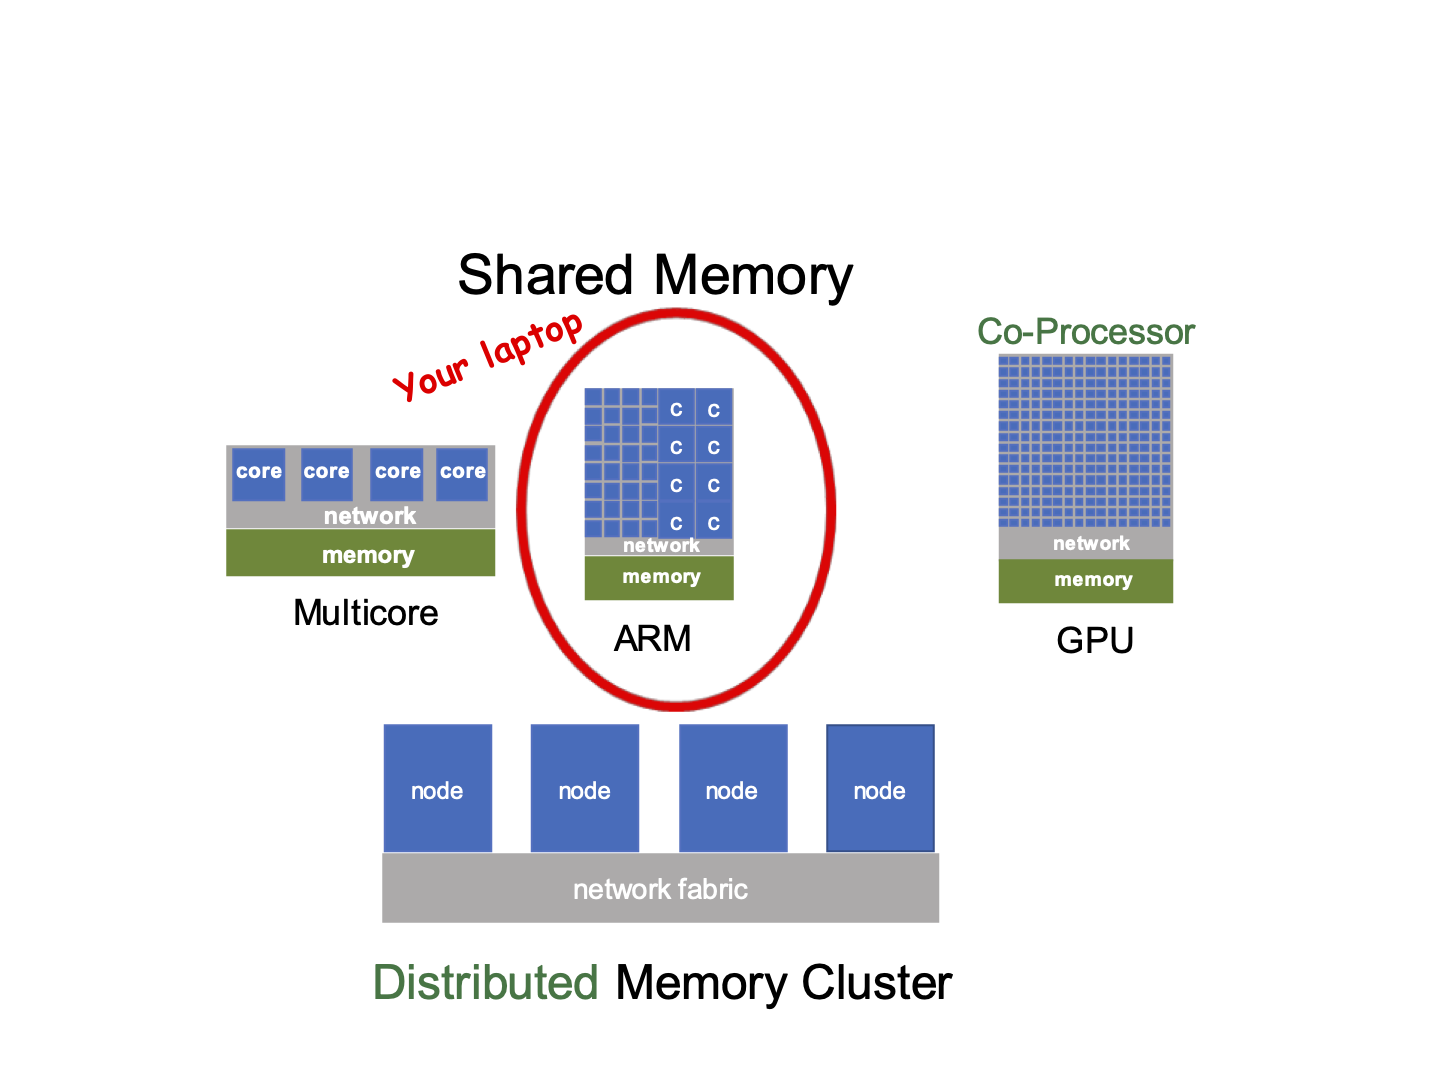 Shared Memory
Your laptop
Co-Processor
core core core core
network
memory
Multicore
C C
C C
C C
C C
network
memory
ARM
network
memory
GPU
node node node node
network fabric
Distributed Memory Cluster